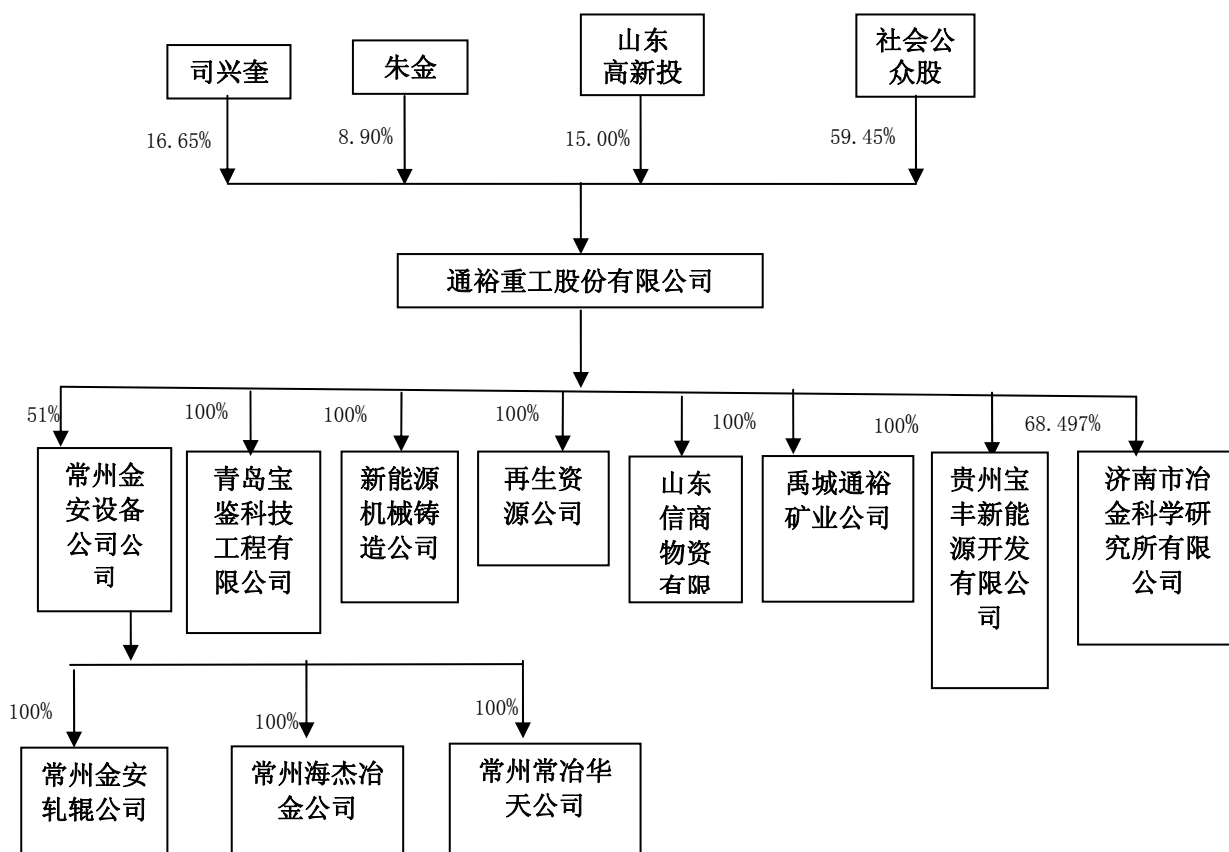 司兴奎
朱金
山东
高新投
社会公
众股
16.65%
8.90%
15.00%
59.45%
通裕重工股份有限公司
51%
100%
100%
100%
100%
100%
68.497%
常州金
安设备
公司公
司
青岛宝
鉴科技
工程有
限公司
新能源
机械铸
造公司
再生资
源公司
山东
信商
物资
有限
禹城通裕
矿业公司
贵州宝
丰新能
源开发
有限公
司
济南市冶
金科学研
究所有限
公司
100%
100%
100%
常州金安
轧辊公司
常州海杰冶
金公司
常州常冶华
天公司